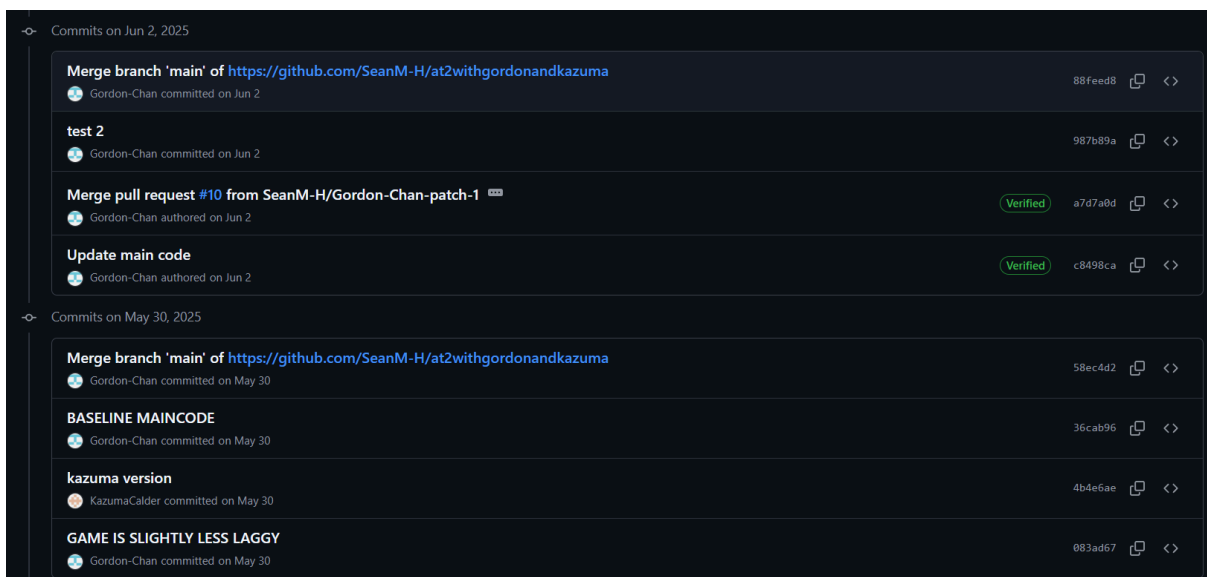 Commits on Jun 2, 2025
Merge branch 'main' of https://github.com/SeanM-H/at2withgordonandkazuma
Gordon-Chan committed on Jun 2
88feed8
test 2
Gordon-Chan committed on Jun 2
987b89a
Merge pull request #10 from SeanM-H/Gordon-Chan-patch-1
Gordon-Chan authored on Jun 2
Verified a7d7a0d
Update main code
Gordon-Chan authored on Jun 2
Verified c8498ca
Commits on May 30, 2025
Merge branch 'main' of https://github.com/SeanM-H/at2withgordonandkazuma
Gordon-Chan committed on May 30
58ec4d2
BASELINE MAINCODE
Gordon-Chan committed on May 30
36cab96
kazuma version
KazumaCalder committed on May 30
4b4e6ae
GAME IS SLIGHTLY LESS LAGGY
Gordon-Chan committed on May 30
083ad67